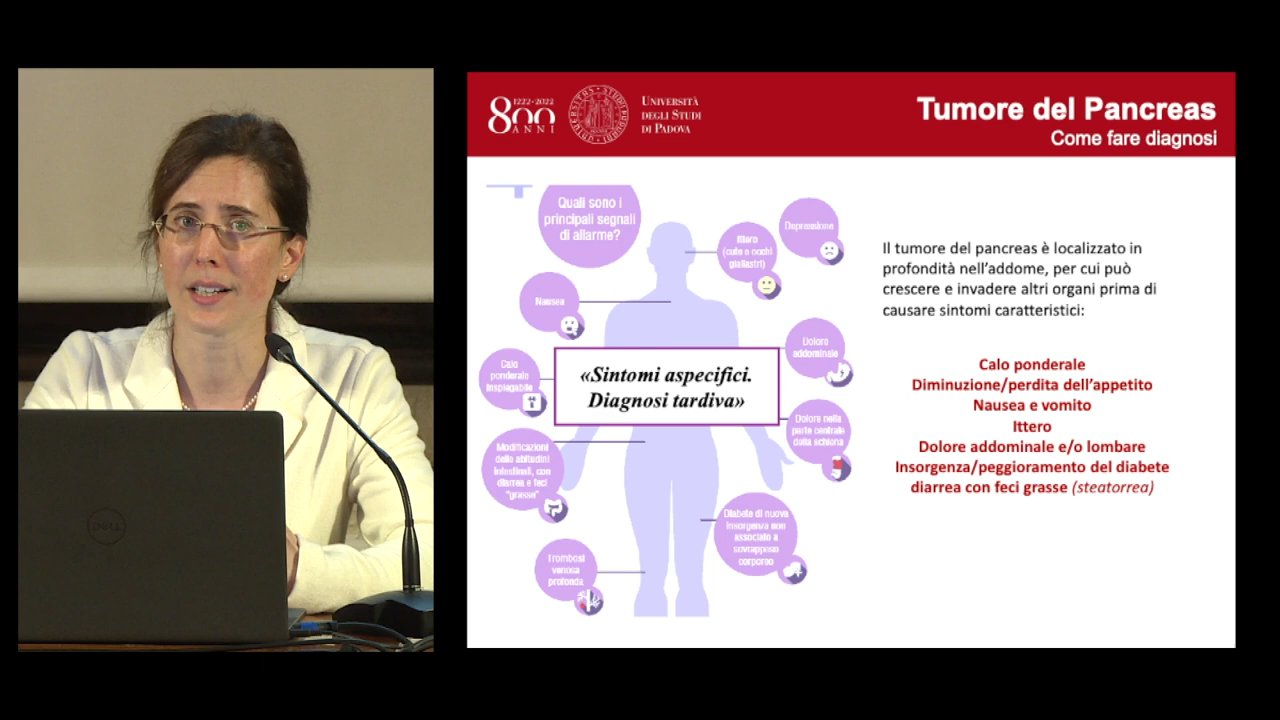 800
1222-2022
ANNI
UNIVERSITÀ
DEGLI STUDI
DI PADOVA
Tumore del Pancreas
Come fare diagnosi
Quali sono i
principali segnali
di allarme?
Ittero
(cute e occhi
giallastri)
Depressione
Nausea
Dolore
addominale
Calo
ponderale
inspiegabile
«Sintomi aspecifici.
Diagnosi tardiva»
Dolore nella
parte centrale
della schiena
Modificazioni
delle abitudini
intestinali, con
diarrea e feci
"grasse"
Diabete di nuova
insorgenza non
associato a
sovrappeso
corporeo
Trombosi
venosa
profonda
Il tumore del pancreas è localizzato in
profondità nell'addome, per cui può
crescere e invadere altri organi prima di
causare sintomi caratteristici:
Calo ponderale
Diminuzione/perdita dell'appetito
Nausea e vomito
Ittero
Dolore addominale e/o lombare
Insorgenza/peggioramento del diabete
diarrea con feci grasse (steatorrea)
DELL